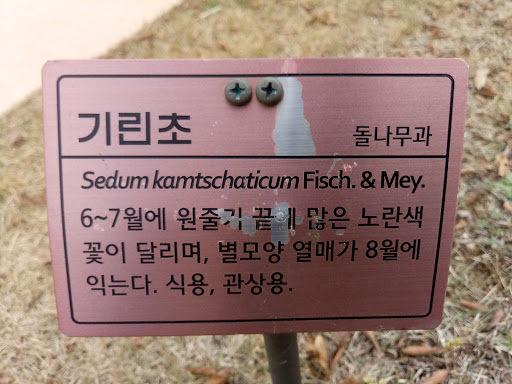 기린초 돌나무과
Sedum kamtschaticum Fisch. & Mey.
6~7월에 원줄기 끝에 많은 노란색
꽃이 달리며, 별모양 열매가 8월에
익는다. 식용, 관상용.